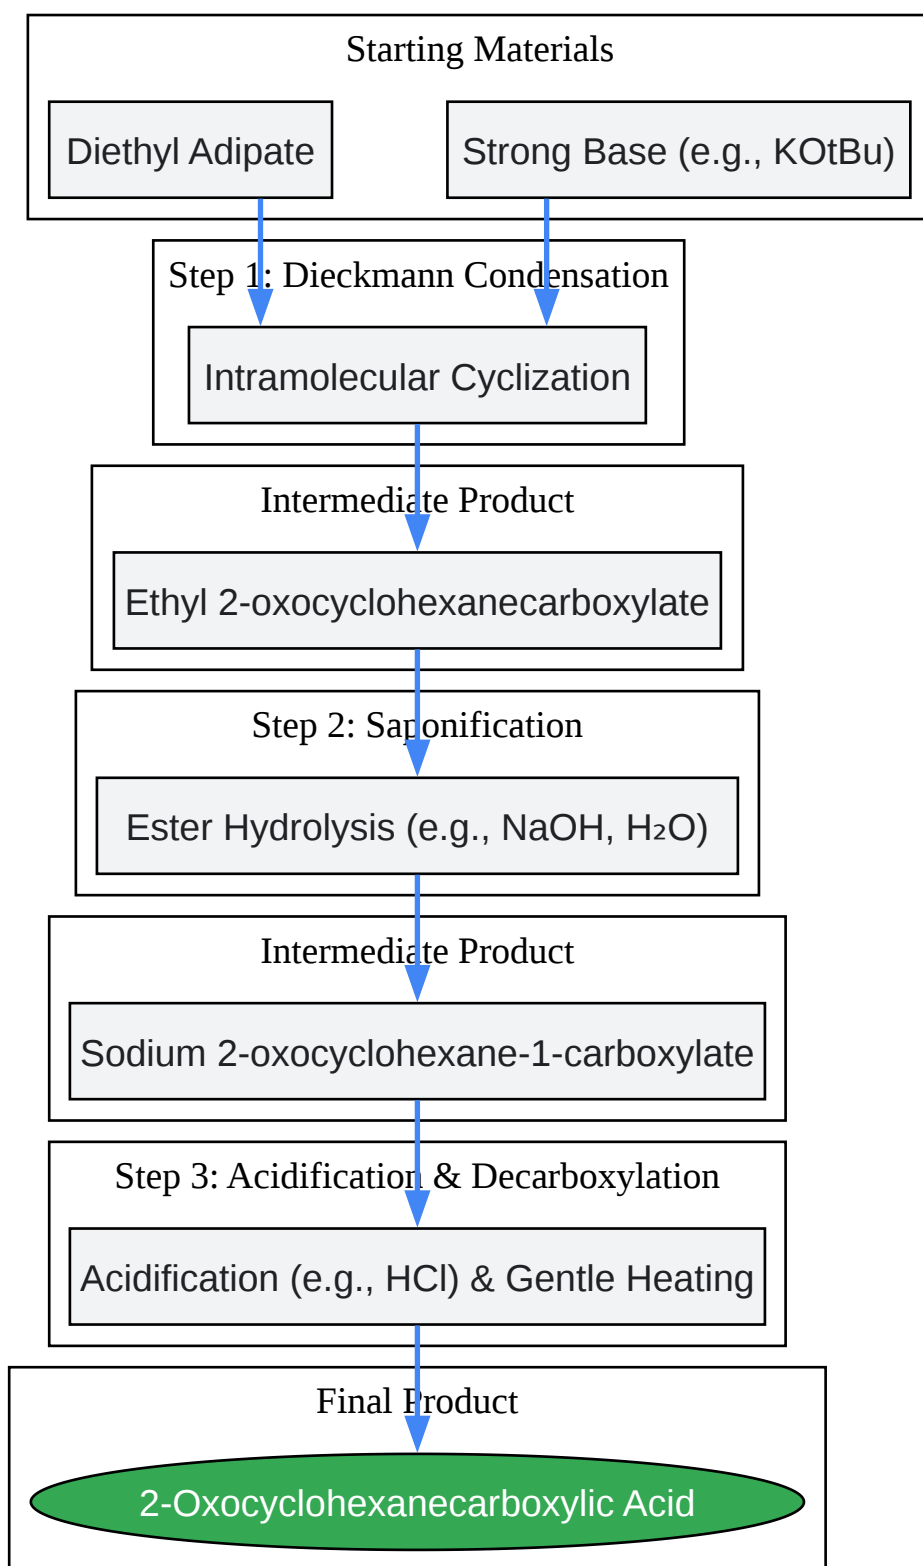 Starting Materials
Diethyl Adipate
Strong Base (e.g., KOtBu)
Step 1: Dieckmann Condensation
Intramolecular Cyclization
Intermediate Product
Ethyl 2-oxocyclohexanecarboxylate
Step 2: Saponification
Ester Hydrolysis (e.g., NaOH, H₂O)
Intermediate Product
Sodium 2-oxocyclohexane-1-carboxylate
Step 3: Acidification & Decarboxylation
Acidification (e.g., HCl) & Gentle Heating
Final Product
2-Oxocyclohexanecarboxylic Acid